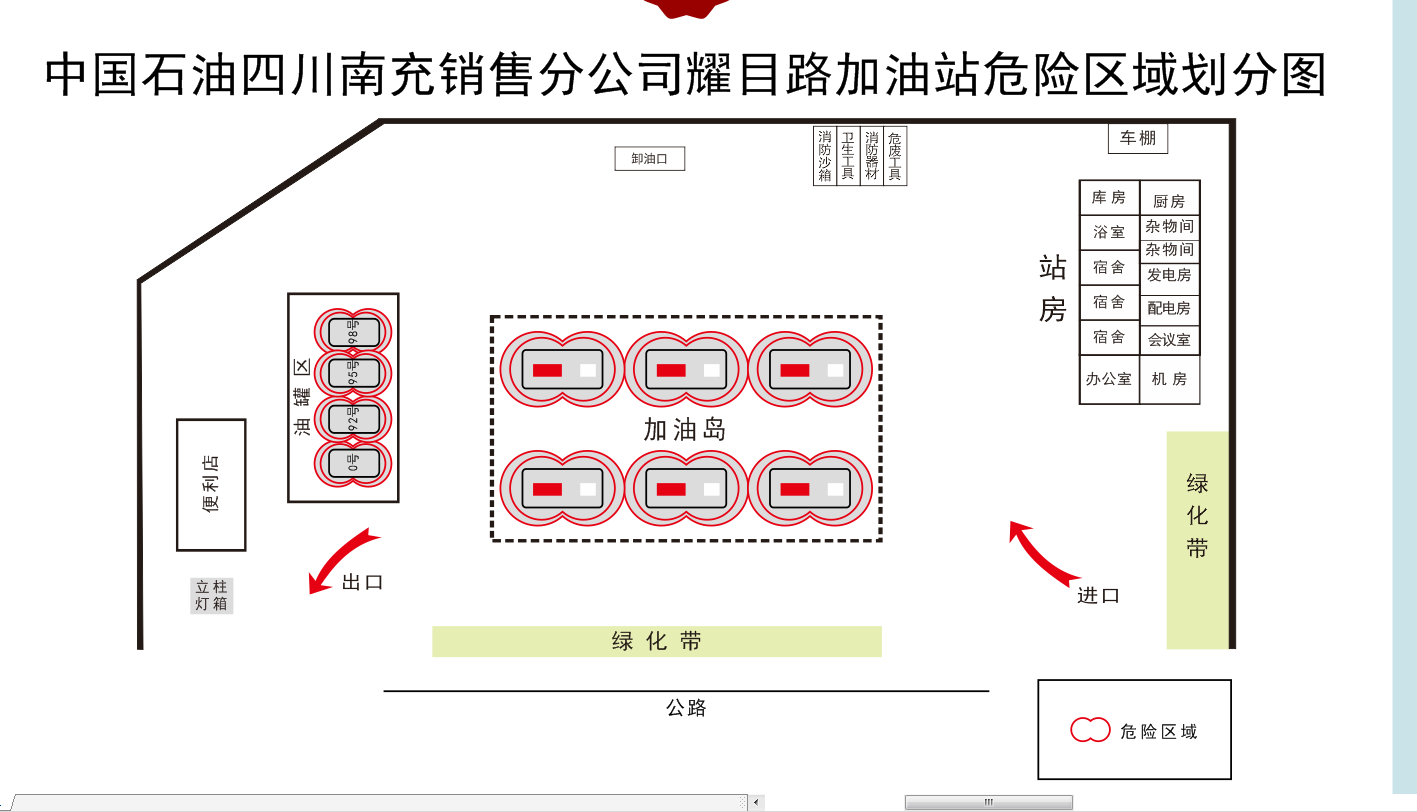 中国石油四川南充销售分公司耀目路加油站危险区域划分图
卸油口
消防沙箱
卫生工具
消防器材
危废工具
车棚
站房
库房
厨房
浴室
杂物间
杂物间
宿舍
发电房
宿舍
配电房
宿舍
会议室
办公室
机房
油罐区
98号
95号
92号
0号
加油岛
便利店
立柱
灯箱
出口
进口
绿化带
绿化带
公路
危险区域